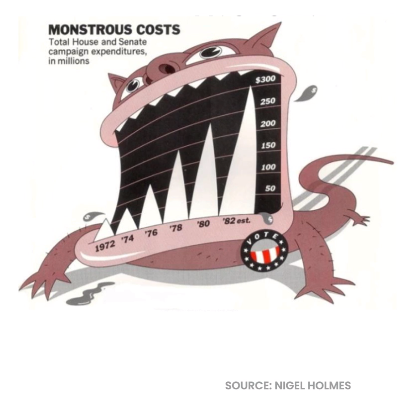 MONSTROUS COSTS
Total House and Senate
campaign expenditures,
in millions
$300
250
200
150
100
50
1972 '74 '76 '78 '80 '82 est.
VOTE
SOURCE: NIGEL HOLMES